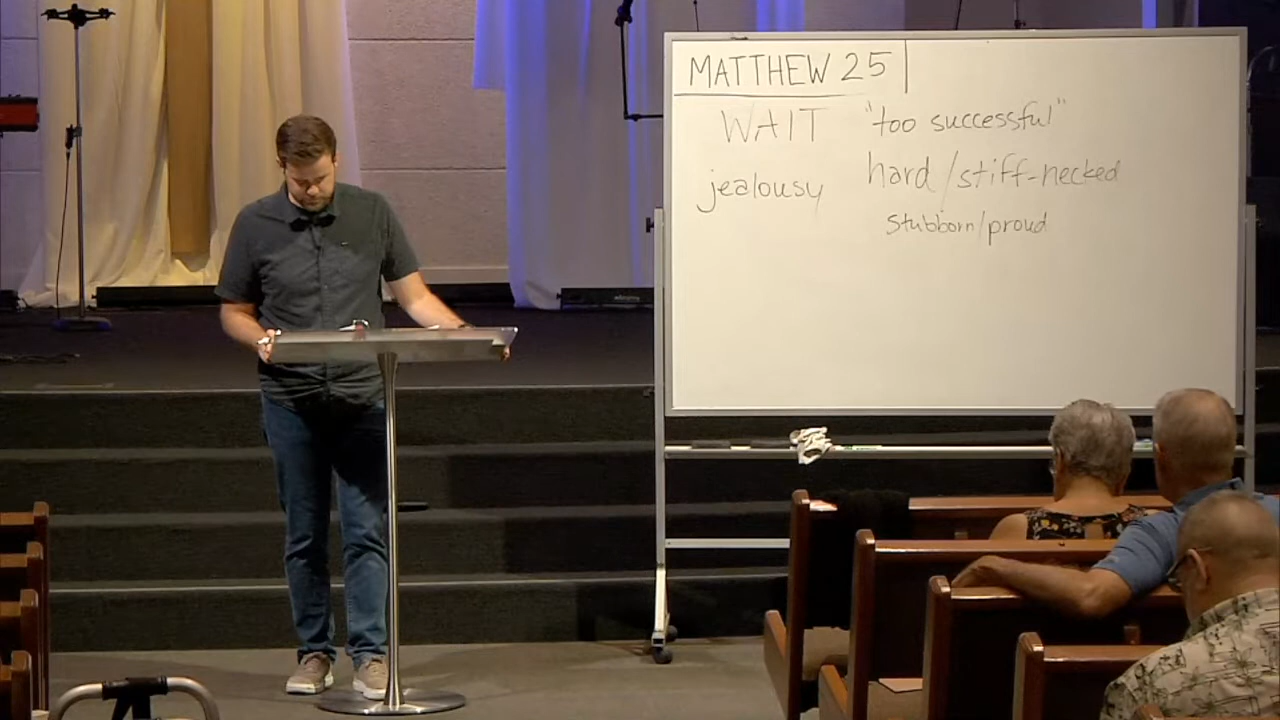 MATTHEW 25
WAIT "too successful"
jealousy hard/stiff-necked
stubborn/proud